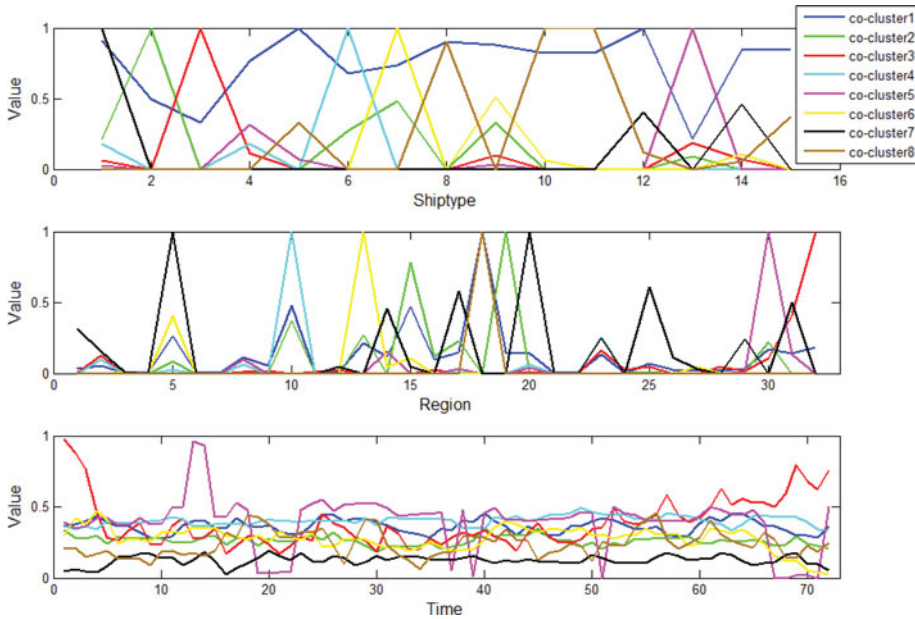 1
0.5
0
Value
0 2 4 6 8 10 12 14 16
Shiptype
co-cluster1
co-cluster2
co-cluster3
co-cluster4
co-cluster5
co-cluster6
co-cluster7
co-cluster8
1
0.5
0
Value
0 5 10 15 20 25 30
Region
1
0.5
0
Value
0 10 20 30 40 50 60 70
Time